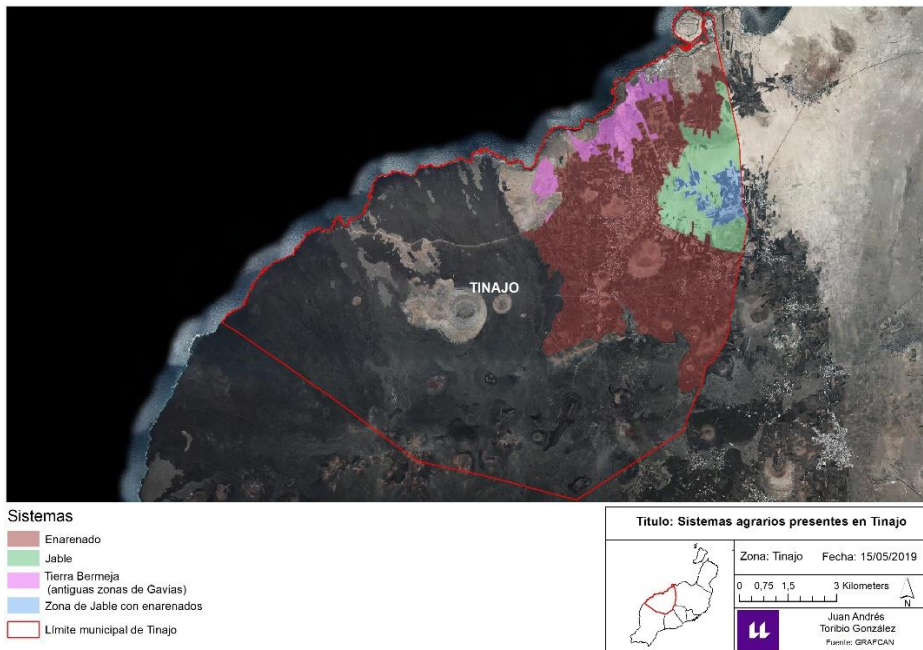 TINAJO
Sistemas
Enarenado
Jable
Tierra Bermeja
(antiguas zonas de Gavias)
Zona de Jable con enarenados
Límite municipal de Tinajo
Titulo: Sistemas agrarios presentes en Tinajo
Zona: Tinajo Fecha: 15/05/2019
0 0,75 1,5 3 Kilometers
N
Juan Andrés
Toribio González
Fuente: GRAFCAN